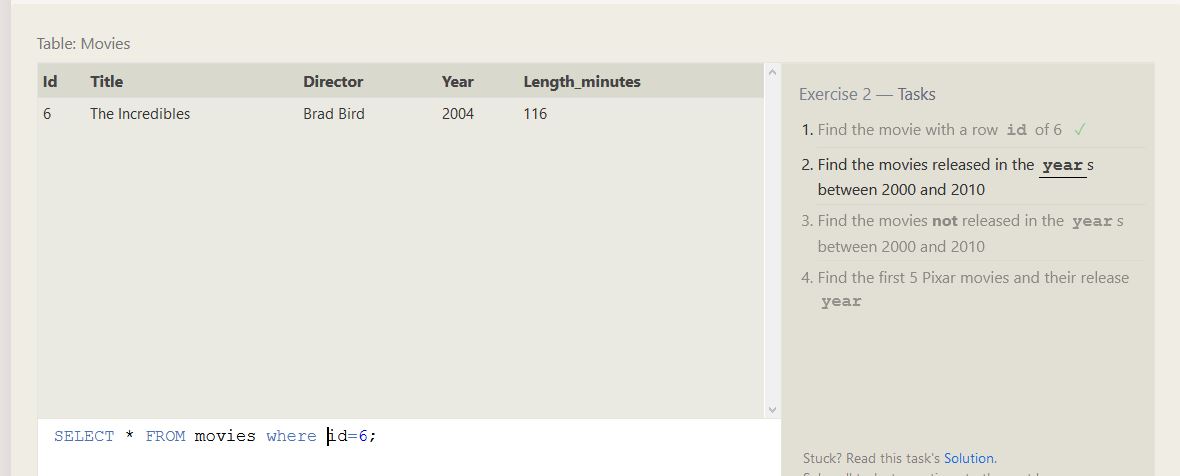 Table: Movies
Id Title Director Year Length_minutes
6 The Incredibles Brad Bird 2004 116
SELECT * FROM movies where id=6;
Exercise 2 — Tasks
1. Find the movie with a row id of 6 ✓
2. Find the movies released in the years
between 2000 and 2010
3. Find the movies not released in the years
between 2000 and 2010
4. Find the first 5 Pixar movies and their release
year
Stuck? Read this task's Solution.